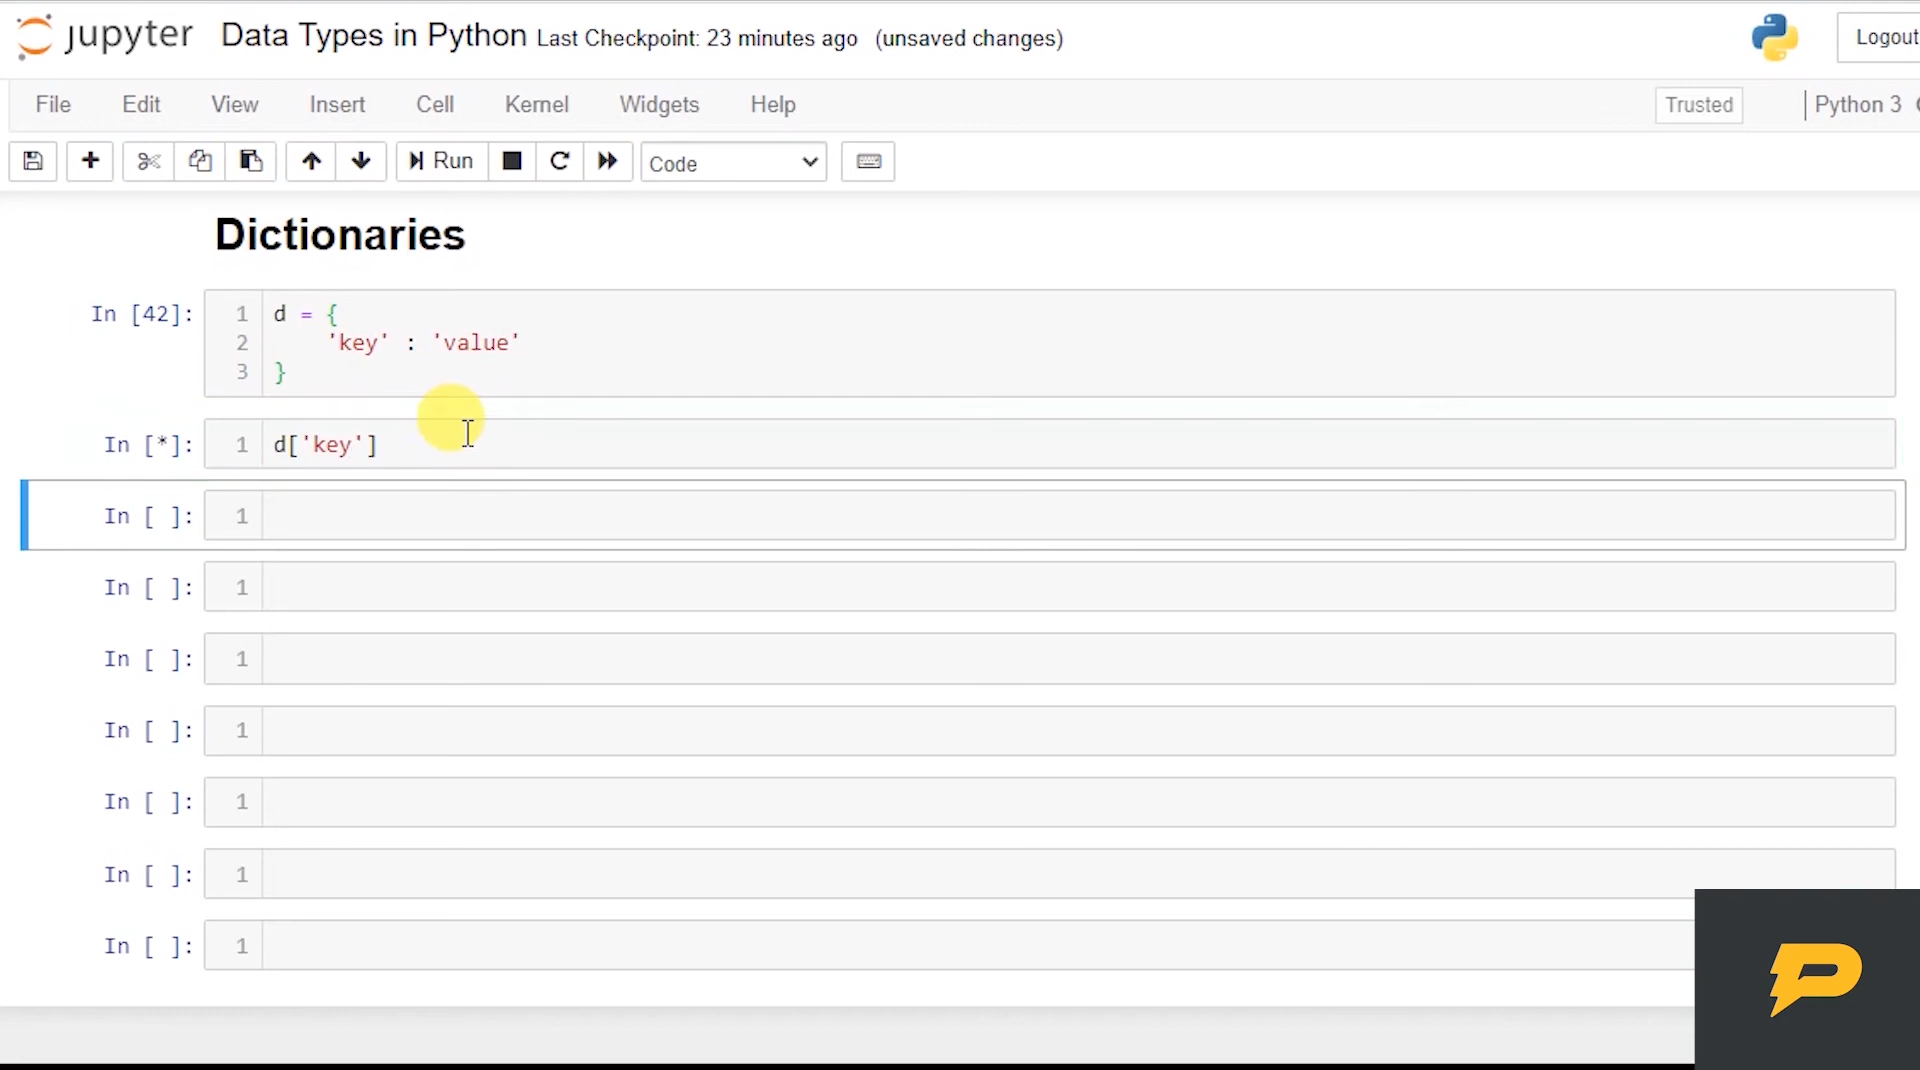 jupyter Data Types in Python Last Checkpoint: 23 minutes ago (unsaved changes) Logout
File Edit View Insert Cell Kernel Widgets Help Trusted Python 3
Run Code
Dictionaries
In [42]: 1 d = {
2 'key' : 'value'
3 }
In [*]: 1 d['key']
In [ ]: 1
In [ ]: 1
In [ ]: 1
In [ ]: 1
In [ ]: 1
In [ ]: 1
In [ ]: 1